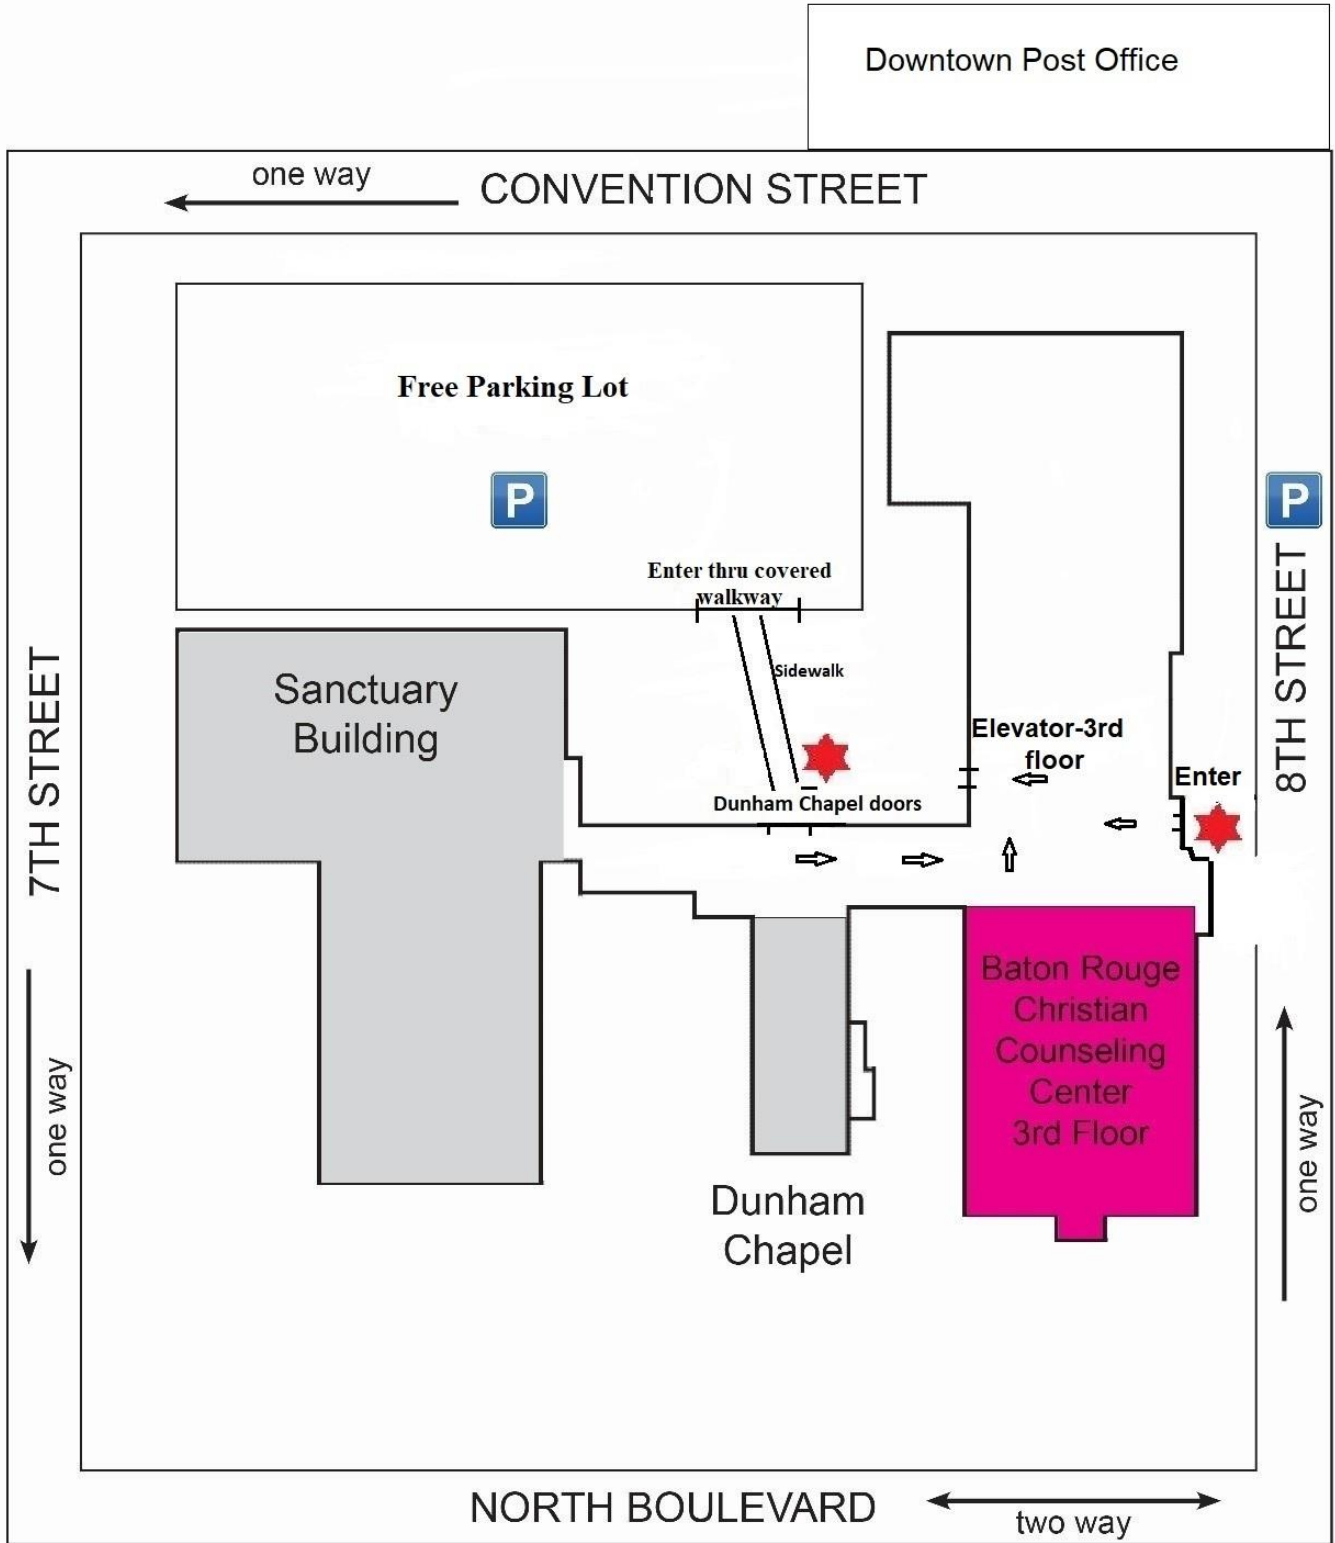 Downtown Post Office
one way
CONVENTION STREET
Free Parking Lot
P
P
Enter thru covered
walkway
Sidewalk
Sanctuary
Building
7TH STREET
8TH STREET
Elevator-3rd
floor
Enter
Dunham Chapel doors
Baton Rouge
Christian
Counseling
Center
3rd Floor
one way
one way
Dunham
Chapel
NORTH BOULEVARD
two way